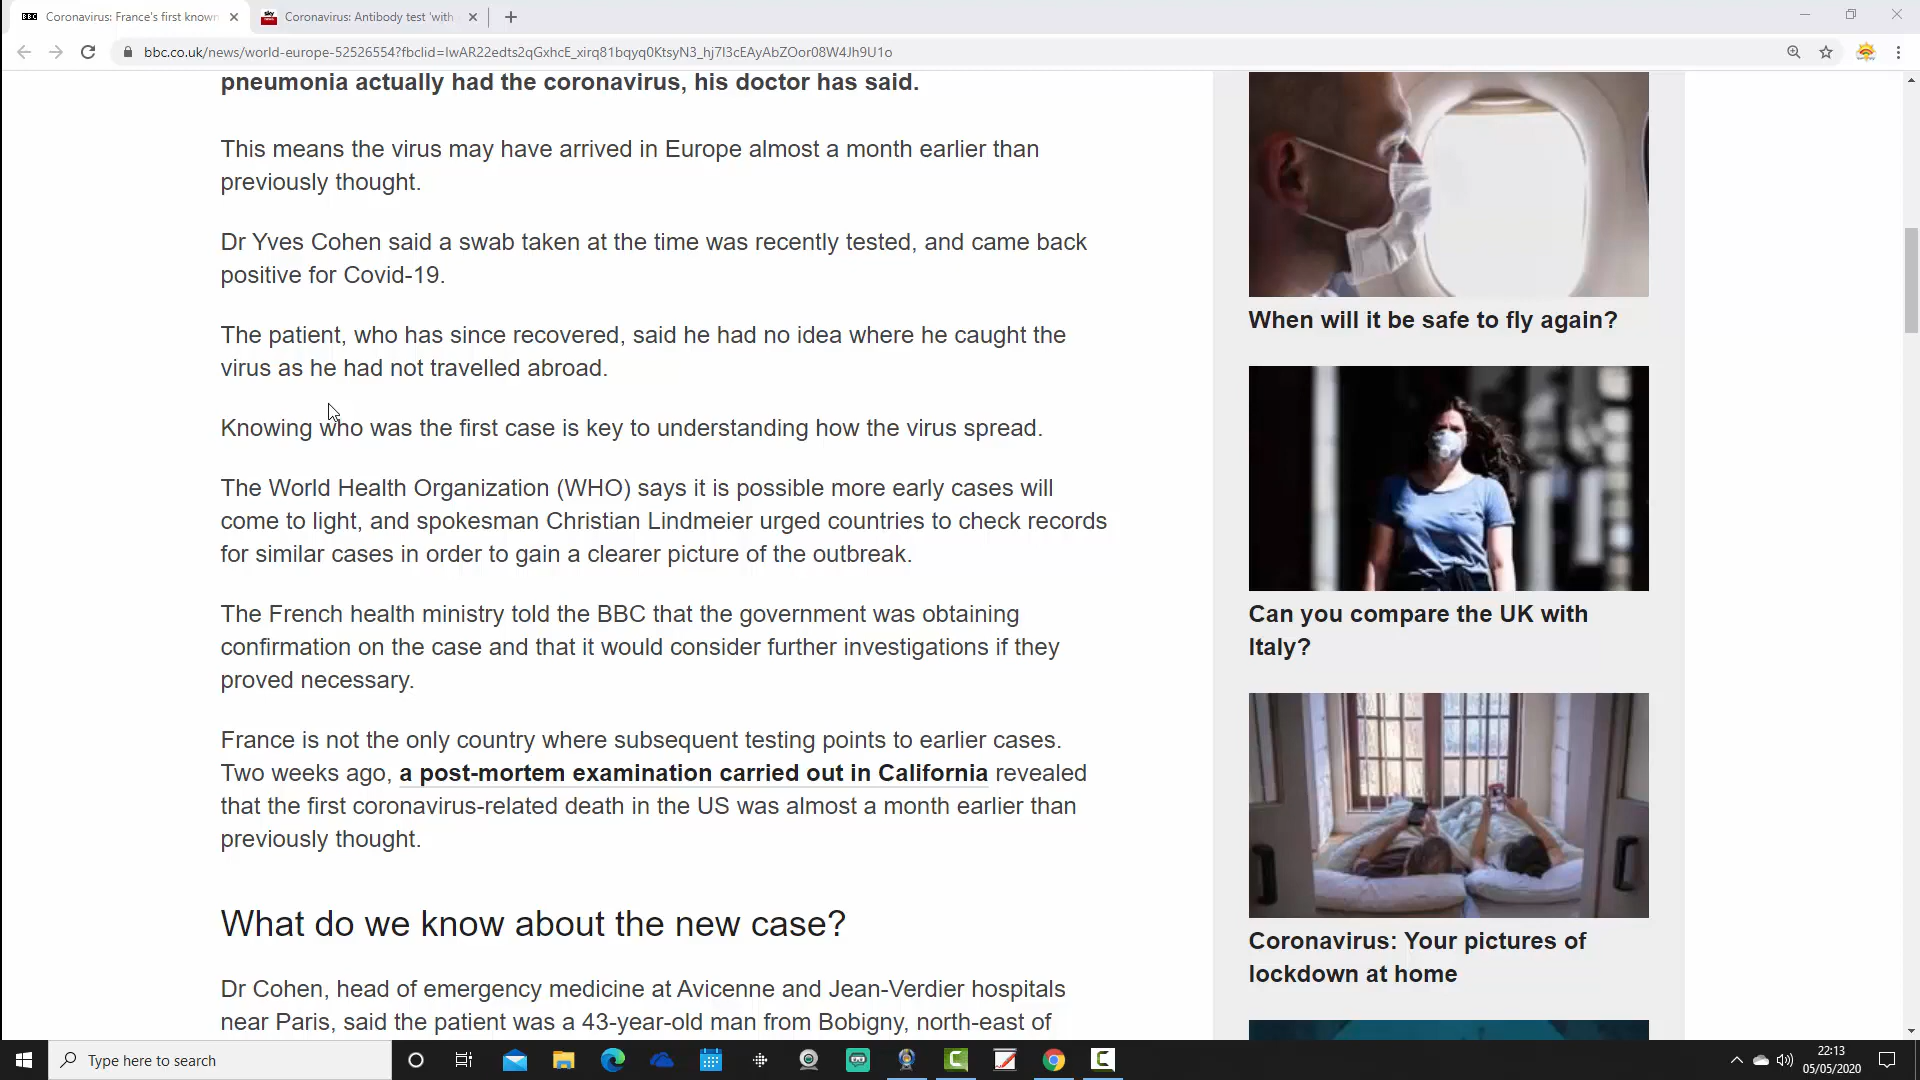 Coronavirus: France's first known
Coronavirus: Antibody test 'with
bbc.co.uk/news/world-europe-52526554?fbclid=IwAR22edts2qGxhcE_xirq81bqyq0KtsyN3_hj7l3cEAyAbZOor08W4Jh9U1o
pneumonia actually had the coronavirus, his doctor has said.
This means the virus may have arrived in Europe almost a month earlier than
previously thought.
Dr Yves Cohen said a swab taken at the time was recently tested, and came back
positive for Covid-19.
The patient, who has since recovered, said he had no idea where he caught the
virus as he had not travelled abroad.
Knowing who was the first case is key to understanding how the virus spread.
The World Health Organization (WHO) says it is possible more early cases will
come to light, and spokesman Christian Lindmeier urged countries to check records
for similar cases in order to gain a clearer picture of the outbreak.
The French health ministry told the BBC that the government was obtaining
confirmation on the case and that it would consider further investigations if they
proved necessary.
France is not the only country where subsequent testing points to earlier cases.
Two weeks ago, a post-mortem examination carried out in California revealed
that the first coronavirus-related death in the US was almost a month earlier than
previously thought.
What do we know about the new case?
Dr Cohen, head of emergency medicine at Avicenne and Jean-Verdier hospitals
near Paris, said the patient was a 43-year-old man from Bobigny, north-east of
When will it be safe to fly again?
Can you compare the UK with
Italy?
Coronavirus: Your pictures of
lockdown at home
Type here to search
22:13
05/05/2020